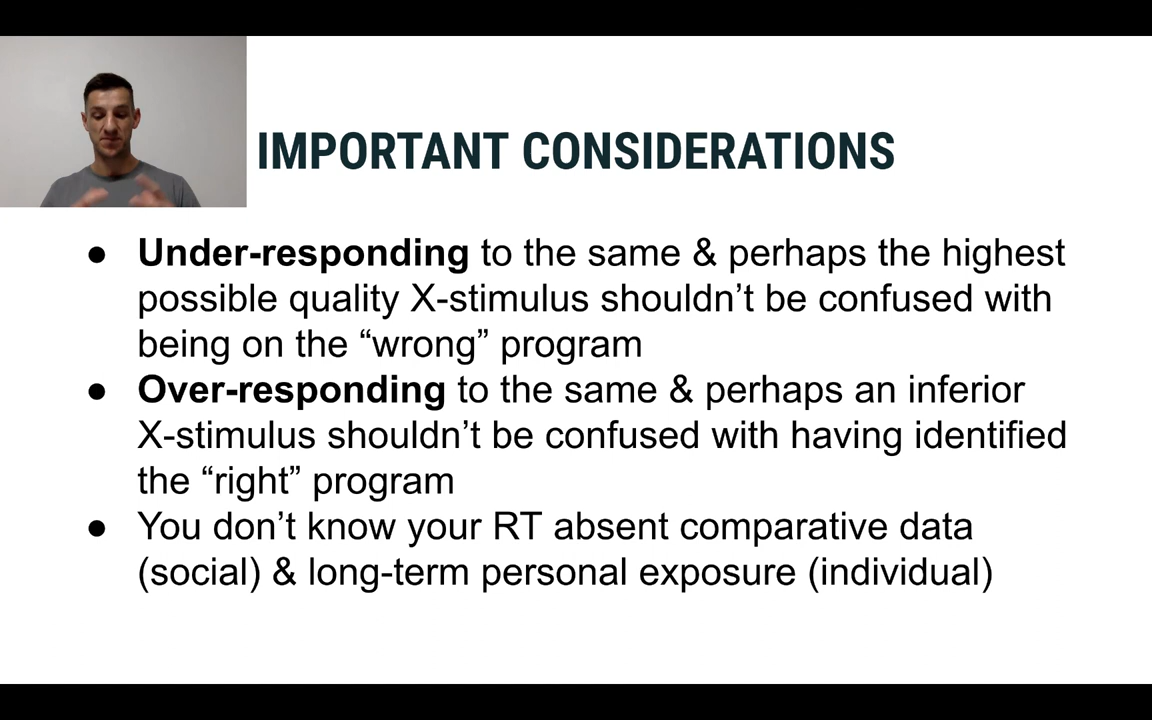 IMPORTANT CONSIDERATIONS
● Under-responding to the same & perhaps the highest
possible quality X-stimulus shouldn’t be confused with
being on the “wrong” program
● Over-responding to the same & perhaps an inferior
X-stimulus shouldn’t be confused with having identified
the “right” program
● You don’t know your RT absent comparative data
(social) & long-term personal exposure (individual)